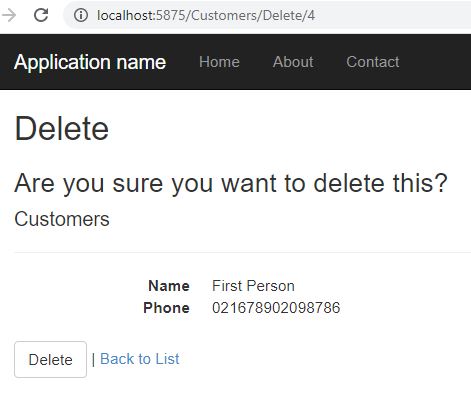 localhost:5875/Customers/Delete/4
Application name Home About Contact
Delete
Are you sure you want to delete this?
Customers
Name First Person
Phone 021678902098786
Delete | Back to List